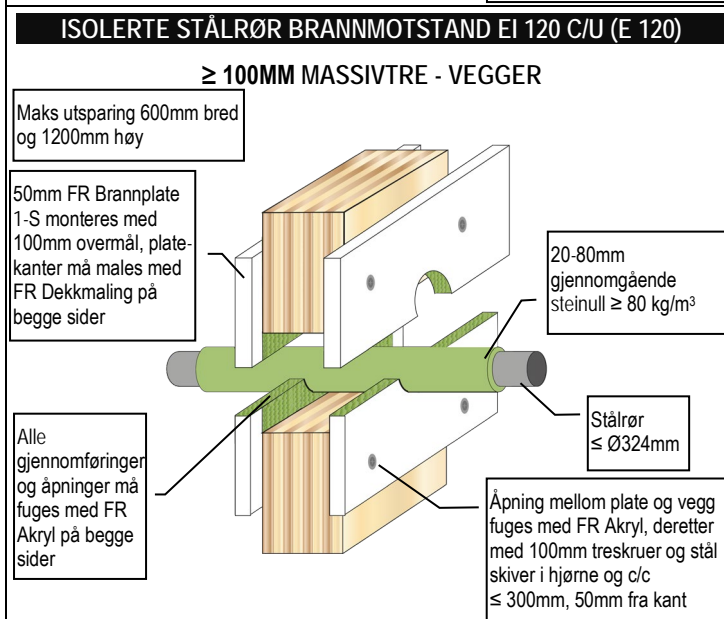 ISOLERTE STÅLRØR BRANNMOTSTAND EI 120 C/U (E 120)
≥ 100MM MASSIVTRE - VEGGER
Maks utsparing 600mm bred
og 1200mm høy
50mm FR Brannplate
1-S monteres med
100mm overmål, plate-
kanter må males med
FR Dekkmaling på
begge sider
20-80mm
gjennomgående
steinull ≥ 80 kg/m³
Stålrør
≤ Ø324mm
Alle
gjennomføringer
og åpninger må
fuges med FR
Akryl på begge
sider
Åpning mellom plate og vegg
fuges med FR Akryl, deretter
med 100mm treskruer og stål
skiver i hjørne og c/c
≤ 300mm, 50mm fra kant